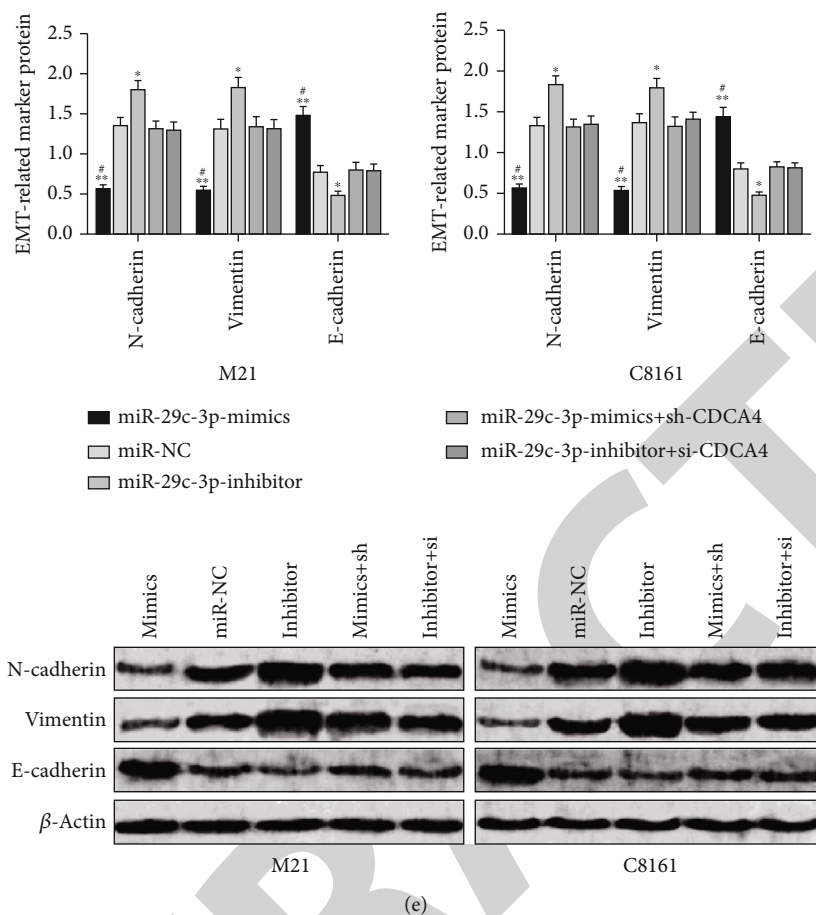 EMT-related marker protein
2.5
2.0
1.5
1.0
0.5
0.0
#
**
*
#
**
*
#
**
*
N-cadherin
Vimentin
E-cadherin
M21
EMT-related marker protein
2.5
2.0
1.5
1.0
0.5
0.0
#
**
*
#
**
*
#
**
*
N-cadherin
Vimentin
E-cadherin
C8161
miR-29c-3p-mimics
miR-NC
miR-29c-3p-inhibitor
miR-29c-3p-mimics+sh-CDCA4
miR-29c-3p-inhibitor+si-CDCA4
Mimics
miR-NC
Inhibitor
Mimics+sh
Inhibitor+si
Mimics
miR-NC
Inhibitor
Mimics+sh
Inhibitor+si
N-cadherin
Vimentin
E-cadherin
β-Actin
M21
C8161
(e)